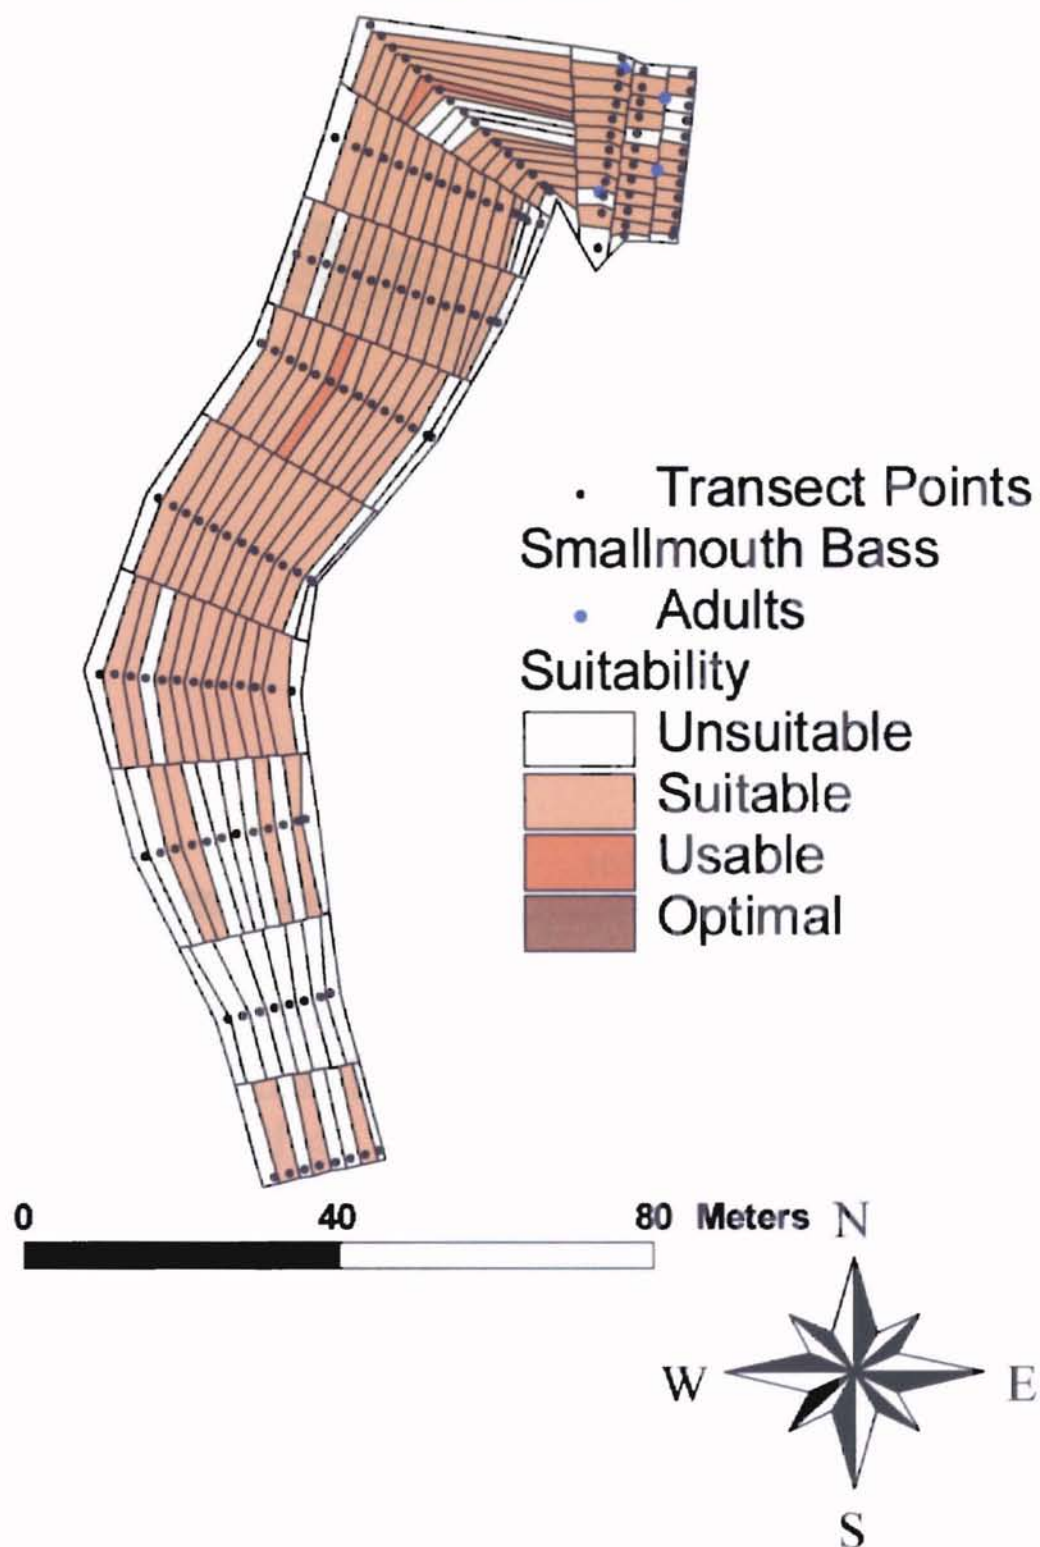 Transect Points
Smallmouth Bass
Adults
Suitability
Unsuitable
Suitable
Usable
Optimal
0 40 80 Meters
N
W E
S